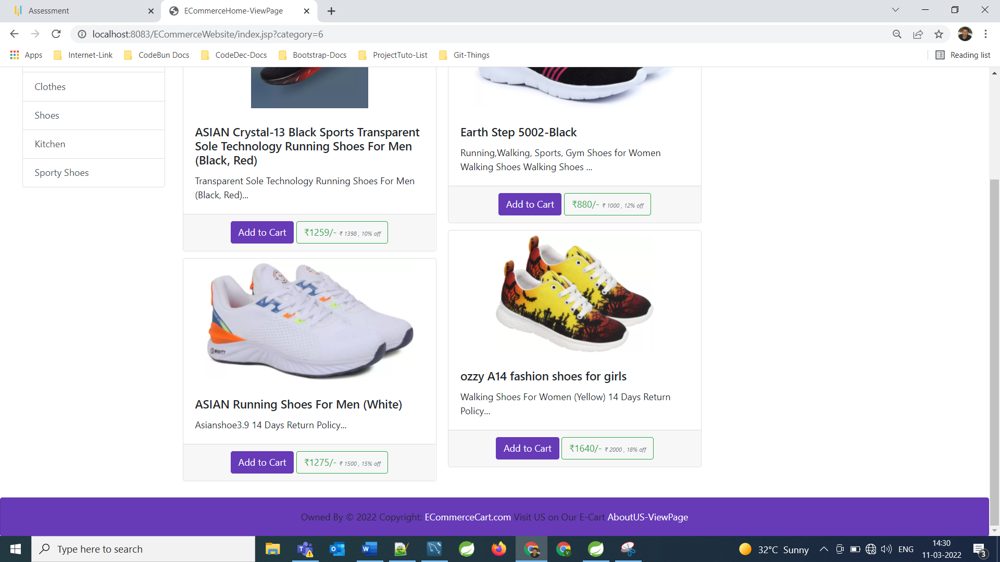 Assessment
ECommerceHome-ViewPage
localhost:8083/ECommerceWebsite/index.jsp?category=6
Apps
Internet-Link
CodeBun Docs
CodeDec-Docs
Bootstrap-Docs
ProjectTuto-List
Git-Things
Reading list
Clothes
Shoes
Kitchen
Sporty Shoes
ASIAN Crystal-13 Black Sports Transparent
Sole Technology Running Shoes For Men
(Black, Red)
Transparent Sole Technology Running Shoes For Men
(Black, Red)...
Add to Cart
₹1259/- ₹ 1398 , 10% off
Earth Step 5002-Black
Running,Walking, Sports, Gym Shoes for Women
Walking Shoes Walking Shoes ...
Add to Cart
₹880/- ₹ 1000 , 12% off
GRAVITY
ASIAN Running Shoes For Men (White)
Asianshoe3.9 14 Days Return Policy...
Add to Cart
₹1275/- ₹ 1500 , 15% off
ozzy A14 fashion shoes for girls
Walking Shoes For Women (Yellow) 14 Days Return
Policy...
Add to Cart
₹1640/- ₹ 2000 , 18% off
Owned By © 2022 Copyright: ECommerceCart.com Visit US on Our E-Cart AboutUS-ViewPage
Type here to search
32°C Sunny
ENG
14:30
11-03-2022
3